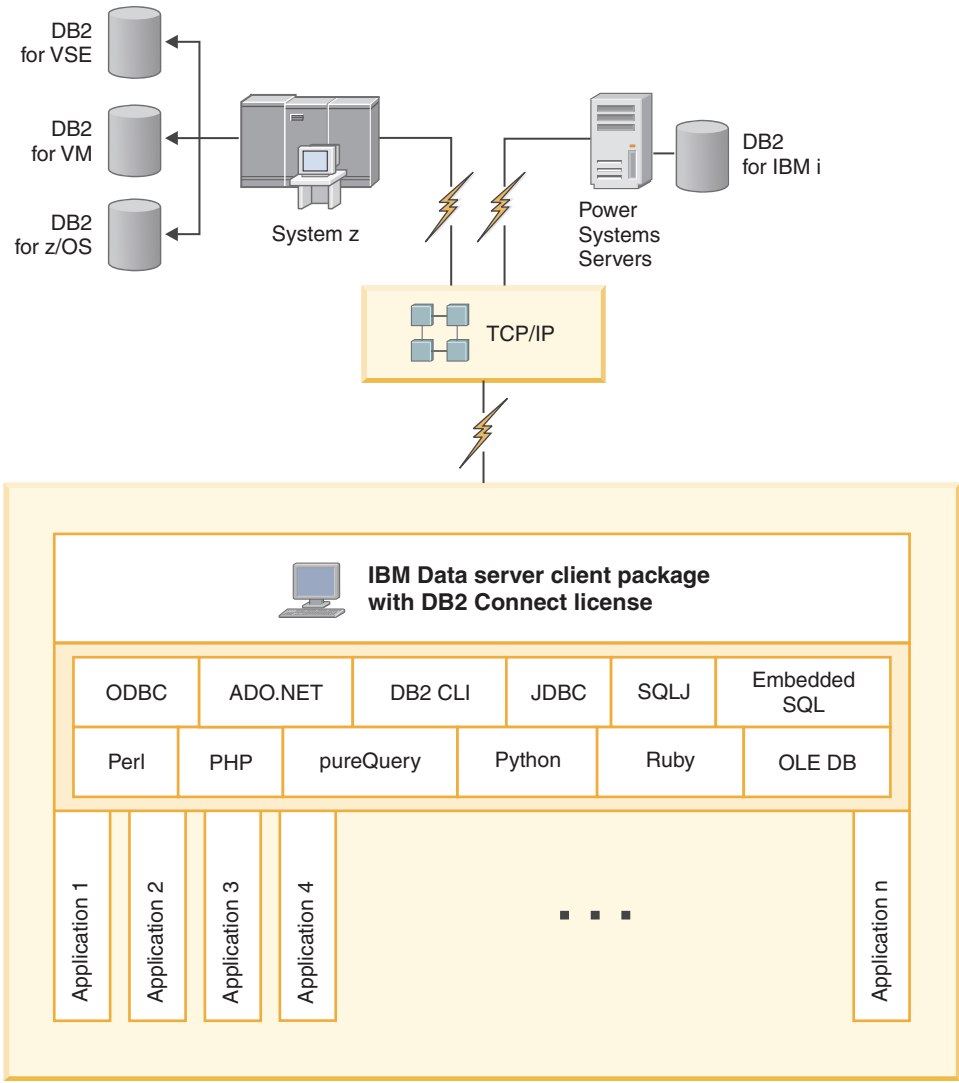 DB2
for VSE
DB2
for VM
DB2
for z/OS
System z
Power
Systems
Servers
DB2
for IBM i
TCP/IP
IBM Data server client package
with DB2 Connect license
ODBC
ADO.NET
DB2 CLI
JDBC
SQLJ
Embedded
SQL
Perl
PHP
pureQuery
Python
Ruby
OLE DB
Application 1
Application 2
Application 3
Application 4
. . .
Application n